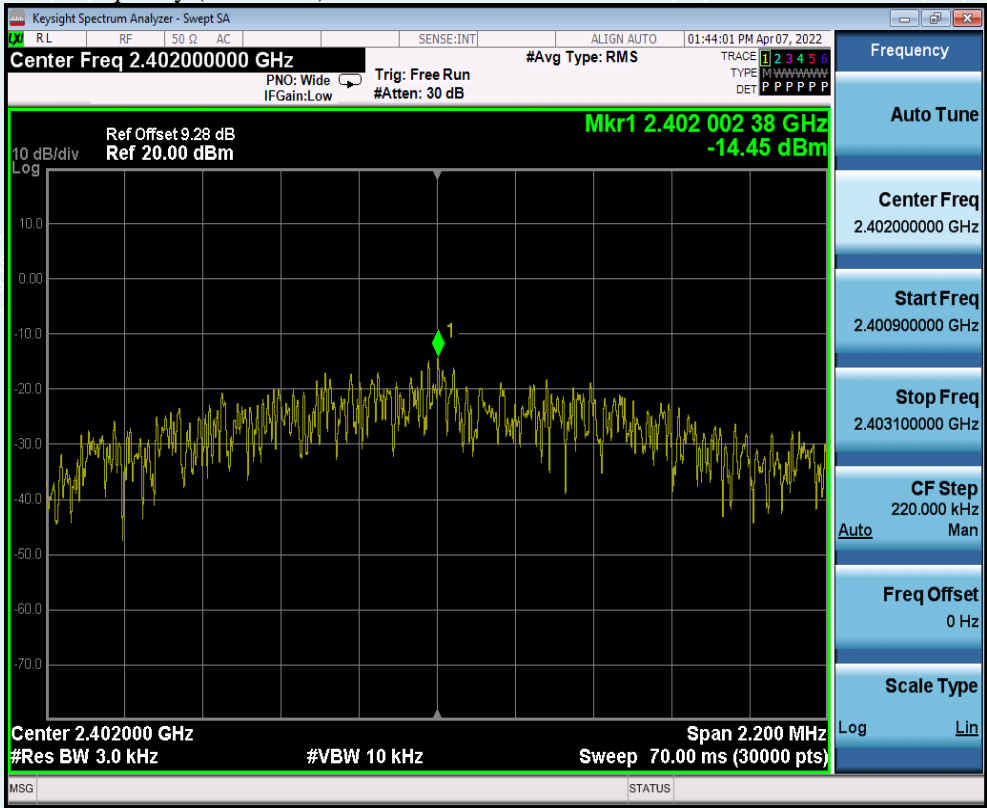 Keysight Spectrum Analyzer - Swept SA
LXI RL RF 50 Ω AC SENSE:INT ALIGN AUTO 01:44:01 PM Apr 07, 2022
Center Freq 2.402000000 GHz
PNO: Wide
IFGain:Low
Trig: Free Run
#Atten: 30 dB
#Avg Type: RMS
TRACE 1 2 3 4 5 6
TYPE M W W W W W
DET P P P P P P
Ref Offset 9.28 dB
10 dB/div Ref 20.00 dBm
Log
Mkr1 2.402 002 38 GHz
-14.45 dBm
10.0
0.00
-10.0
-20.0
-30.0
-40.0
-50.0
-60.0
-70.0
1
Center 2.402000 GHz Span 2.200 MHz
#Res BW 3.0 kHz #VBW 10 kHz Sweep 70.00 ms (30000 pts)
MSG STATUS
Frequency
Auto Tune
Center Freq
2.402000000 GHz
Start Freq
2.400900000 GHz
Stop Freq
2.403100000 GHz
CF Step
220.000 kHz
Auto Man
Freq Offset
0 Hz
Scale Type
Log Lin